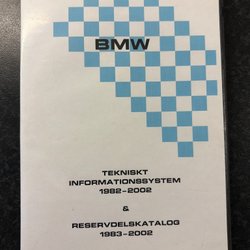 BMW
TEKNISKT
INFORMATIONSSYSTEM
1982-2002
&
RESERVDELSKATALOG
1983-2002